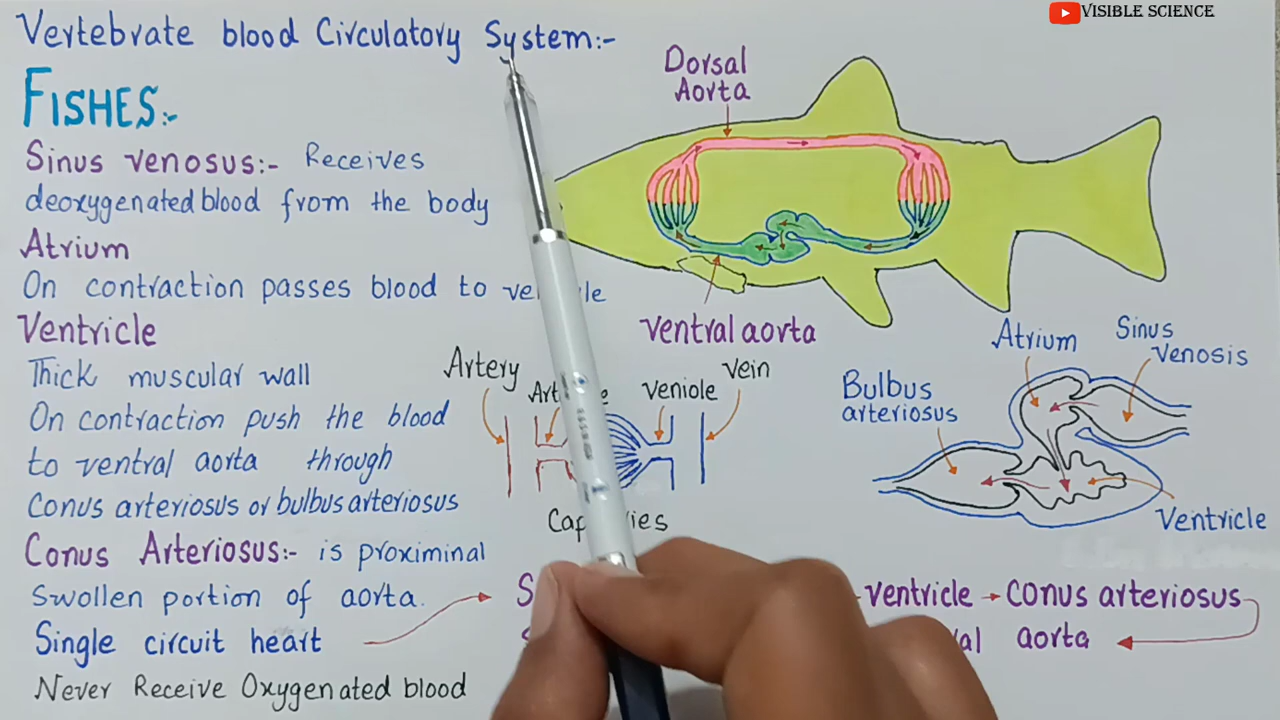 VISIBLE SCIENCE
Vertebrate blood Circulatory System:-
FISHES:-
Sinus venosus:- Receives
deoxygenated blood from the body
Atrium
On contraction passes blood to
Ventricle
Thick muscular wall
On contraction push the blood
to ventral aorta through
Conus arteriosus or bulbus arteriosus
Conus Arteriosus:- is proximinal
swollen portion of aorta.
Single circuit heart
Never Receive Oxygenated blood
Dorsal
Aorta
Ventral aorta
Artery
Veniole
Vein
Bulbus
arteriosus
Atrium
Sinus
venosis
Ventricle
ventricle → conus arteriosus
aorta